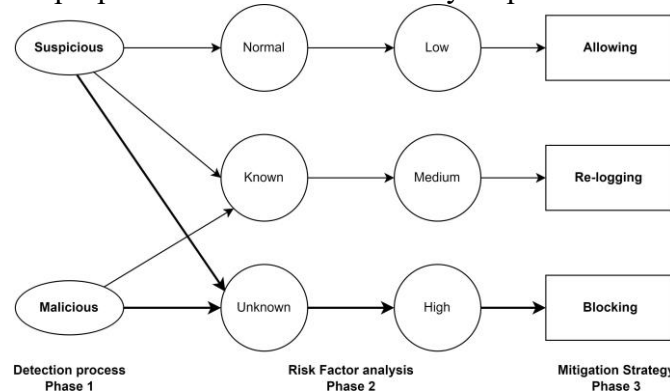 Suspicious Normal Low Allowing
Known Medium Re-logging
Malicious Unknown High Blocking
Detection process Risk Factor analysis Mitigation Strategy
Phase 1 Phase 2 Phase 3